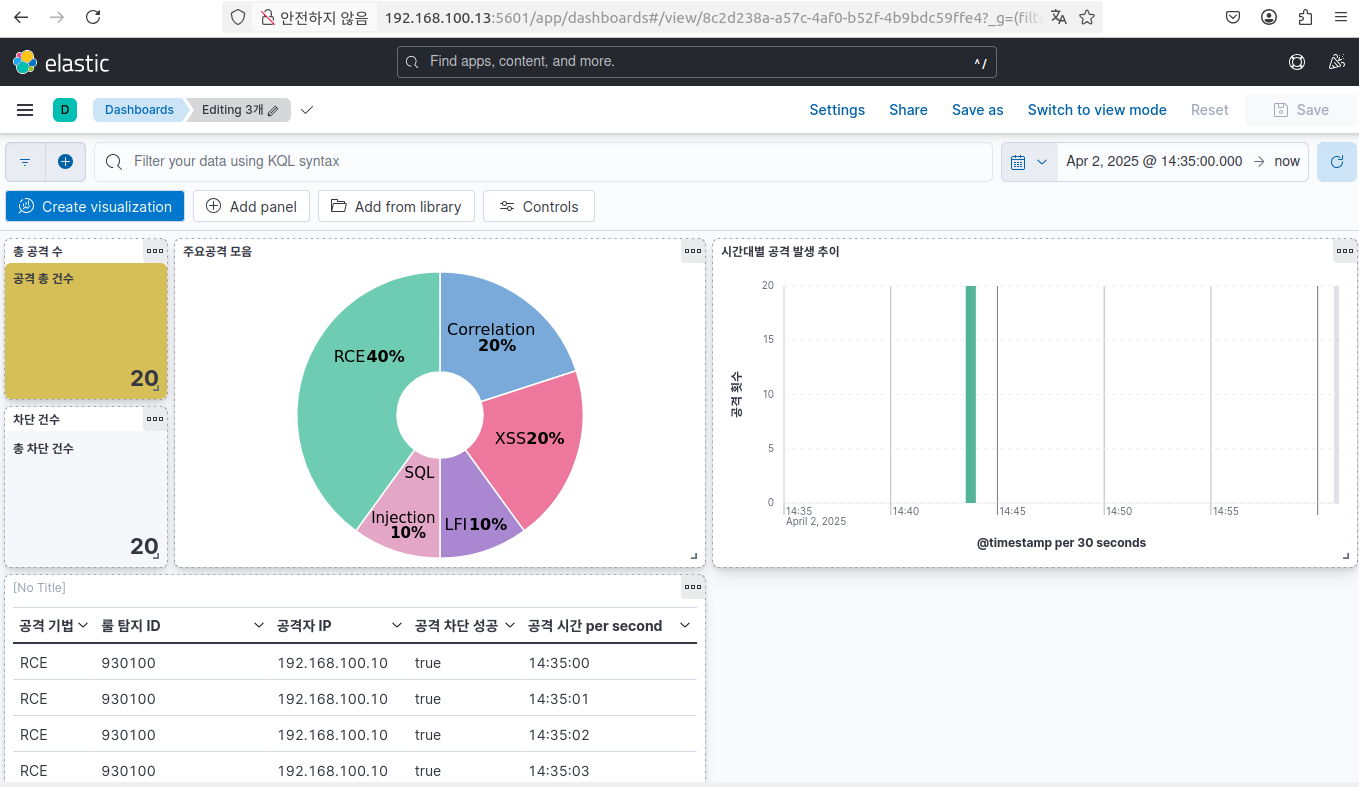 안전하지 않음 192.168.100.13:5601/app/dashboards#/view/8c2d238a-a57c-4af0-b52f-4b9bdc59ffe4?_g=(filt
elastic
Find apps, content, and more.
^/
D
Dashboards
Editing 3개
Settings
Share
Save as
Switch to view mode
Reset
Save
Filter your data using KQL syntax
Apr 2, 2025 @ 14:35:00.000 → now
Create visualization
Add panel
Add from library
Controls
총 공격 수
공격 총 건수
20
차단 건수
총 차단 건수
20
주요공격 모음
Correlation
20%
RCE 40%
XSS 20%
SQL
Injection
10%
LFI 10%
시간대별 공격 발생 추이
공격 횟수
20
15
10
5
0
14:35 14:40 14:45 14:50 14:55
April 2, 2025
@timestamp per 30 seconds
[No Title]
공격 기법 룰 탐지 ID 공격자 IP 공격 차단 성공 공격 시간 per second
RCE 930100 192.168.100.10 true 14:35:00
RCE 930100 192.168.100.10 true 14:35:01
RCE 930100 192.168.100.10 true 14:35:02
RCE 930100 192.168.100.10 true 14:35:03